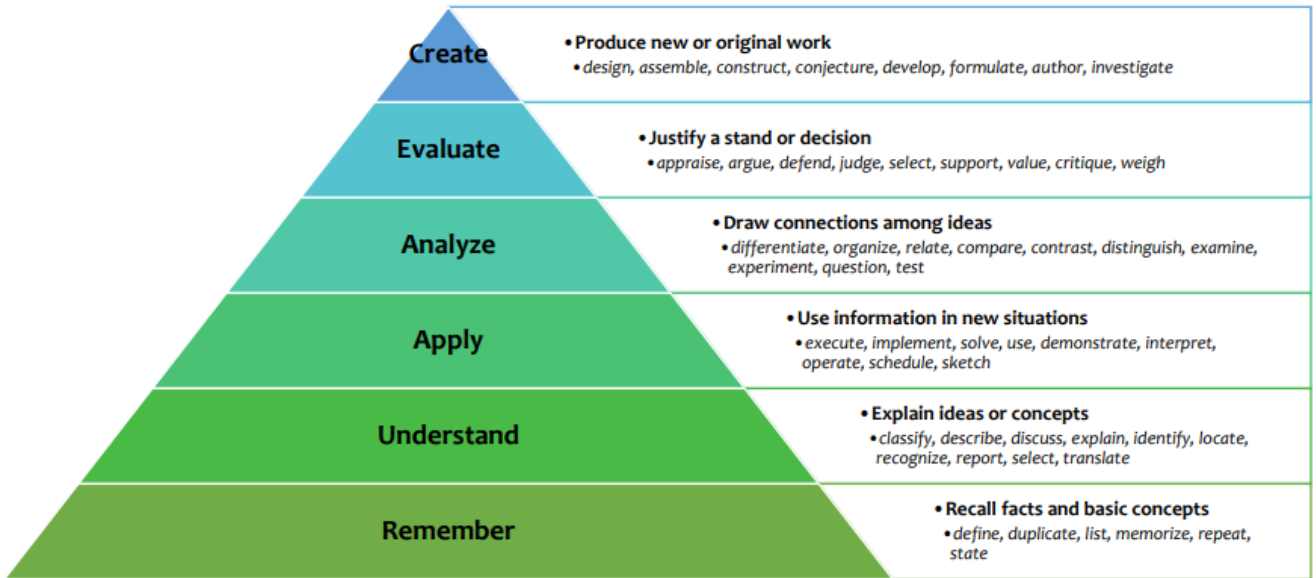 Create
• Produce new or original work
• design, assemble, construct, conjecture, develop, formulate, author, investigate
Evaluate
• Justify a stand or decision
• appraise, argue, defend, judge, select, support, value, critique, weigh
Analyze
• Draw connections among ideas
• differentiate, organize, relate, compare, contrast, distinguish, examine,
experiment, question, test
Apply
• Use information in new situations
• execute, implement, solve, use, demonstrate, interpret,
operate, schedule, sketch
Understand
• Explain ideas or concepts
• classify, describe, discuss, explain, identify, locate,
recognize, report, select, translate
Remember
• Recall facts and basic concepts
• define, duplicate, list, memorize, repeat,
state